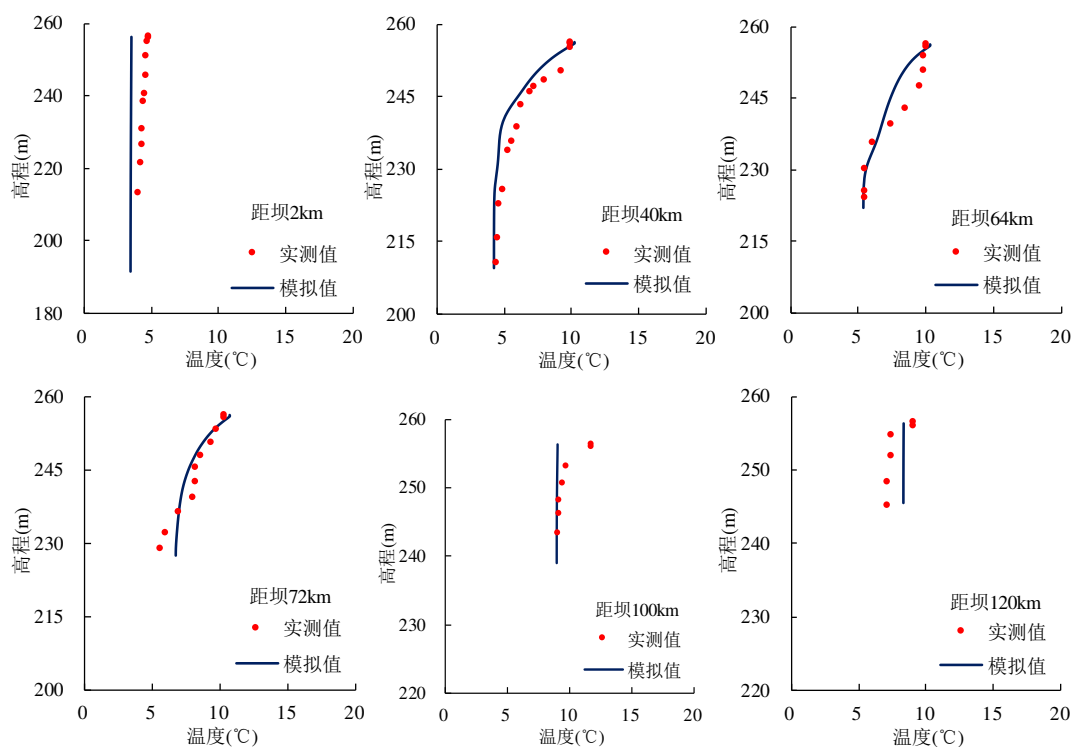 260
240
220
200
180
高程(m)
0 5 10 15 20
温度(℃)
距坝2km
实测值
模拟值
260
245
230
215
200
高程(m)
0 5 10 15 20
温度(℃)
距坝40km
实测值
模拟值
260
245
230
215
200
高程(m)
0 5 10 15 20
温度(℃)
距坝64km
实测值
模拟值
260
245
230
215
200
高程(m)
0 5 10 15 20
温度(℃)
距坝72km
实测值
模拟值
260
250
240
230
220
高程(m)
0 5 10 15 20
温度(℃)
距坝100km
实测值
模拟值
260
250
240
230
220
高程(m)
0 5 10 15 20
温度(℃)
距坝120km
实测值
模拟值